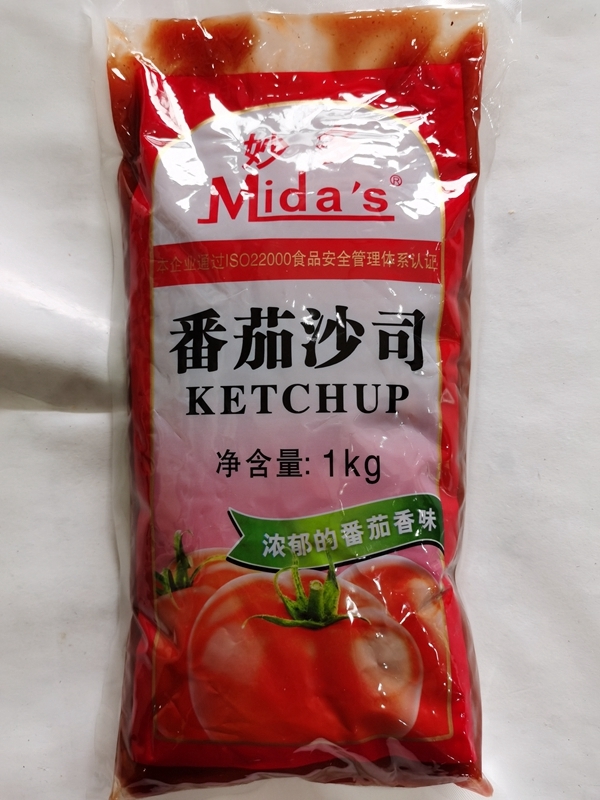 妙
Mida's®
本企业通过ISO22000食品安全管理体系认证
番茄沙司
KETCHUP
净含量: 1kg
浓郁的番茄香味